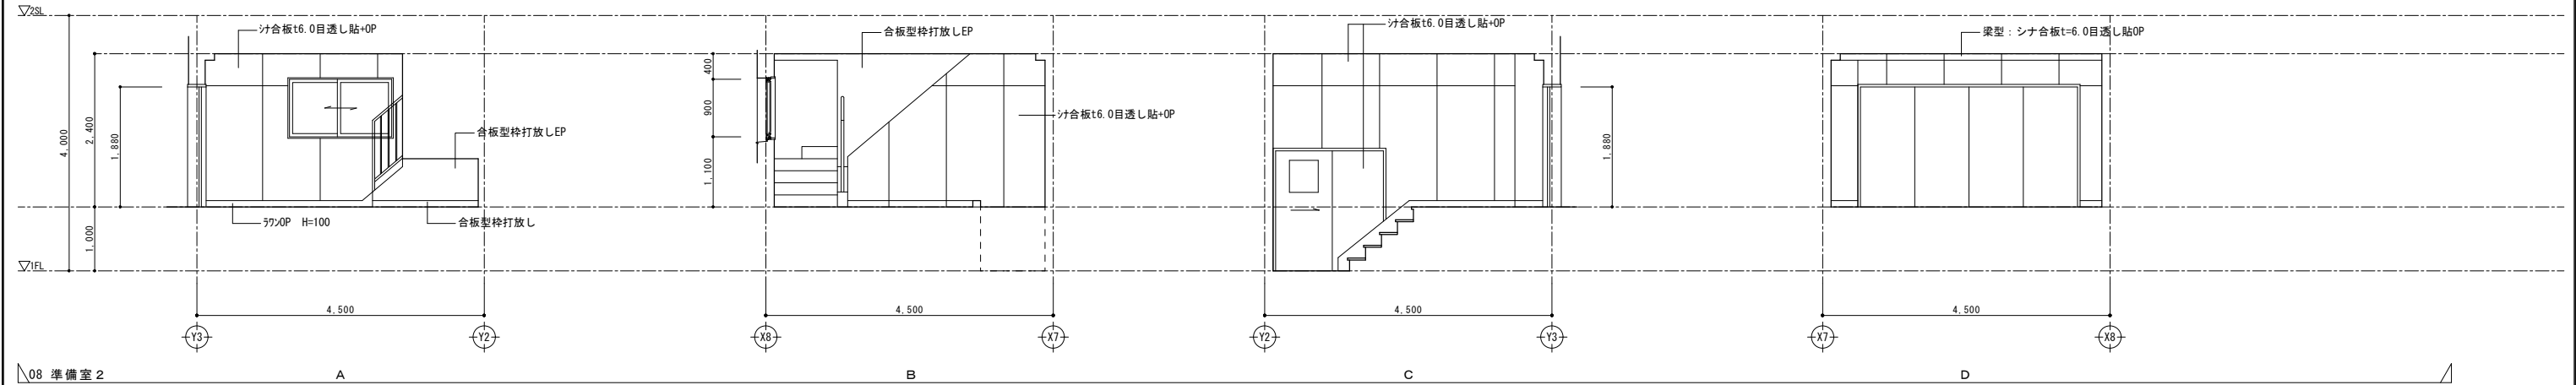 ▽2SL
シナ合板t6.0目透し貼+OP
合板型枠打放しEP
シナ合板t6.0目透し貼+OP
梁型：シナ合板t=6.0目透し貼OP
4,000
2,400
1,880
合板型枠打放しEP
400
900
1,100
シナ合板t6.0目透し貼+OP
1,880
ラワンOP H=100
合板型枠打放し
1,000
▽1FL
4,500
4,500
4,500
4,500
Y3
Y2
X8
X7
Y2
Y3
X7
X8
08 準備室２
A
B
C
D